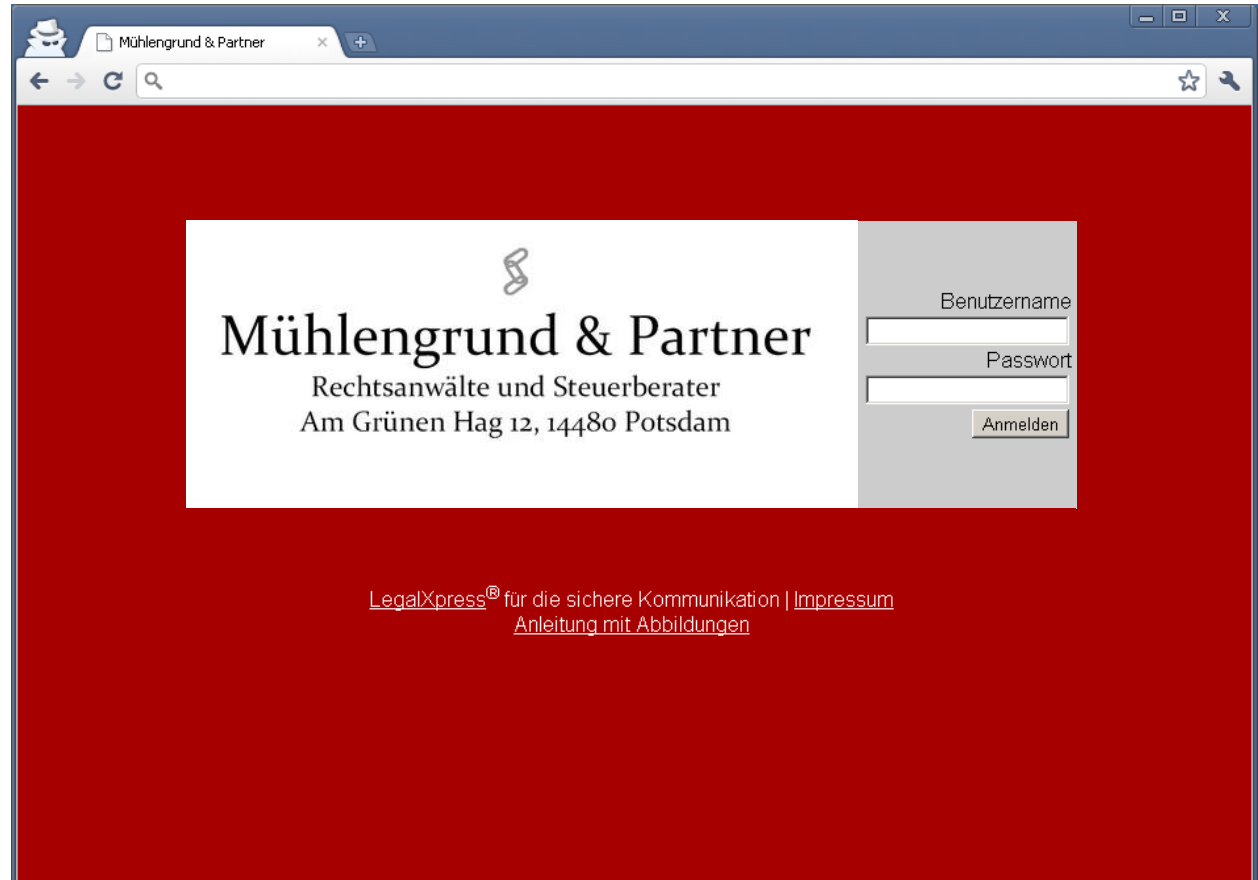 Mühlengrund & Partner
Mühlengrund & Partner
Rechtsanwälte und Steuerberater
Am Grünen Hag 12, 14480 Potsdam
Benutzername
Passwort
Anmelden
LegalXpress® für die sichere Kommunikation | Impressum
Anleitung mit Abbildungen